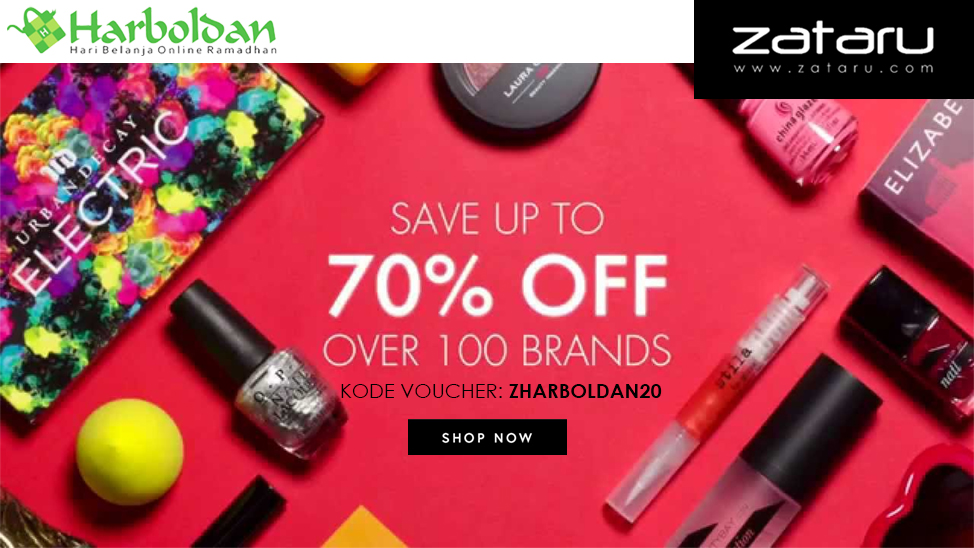 Harboldan
Hari Belanja Online Ramadhan
zataru
www.zataru.com
URBAN DECAY
ELECTRIC
LAURA
china glaze
ELIZABE
SAVE UP TO
70% OFF
OVER 100 BRANDS
KODE VOUCHER: ZHARBOLDAN20
SHOP NOW
O·P·I
stila
nail